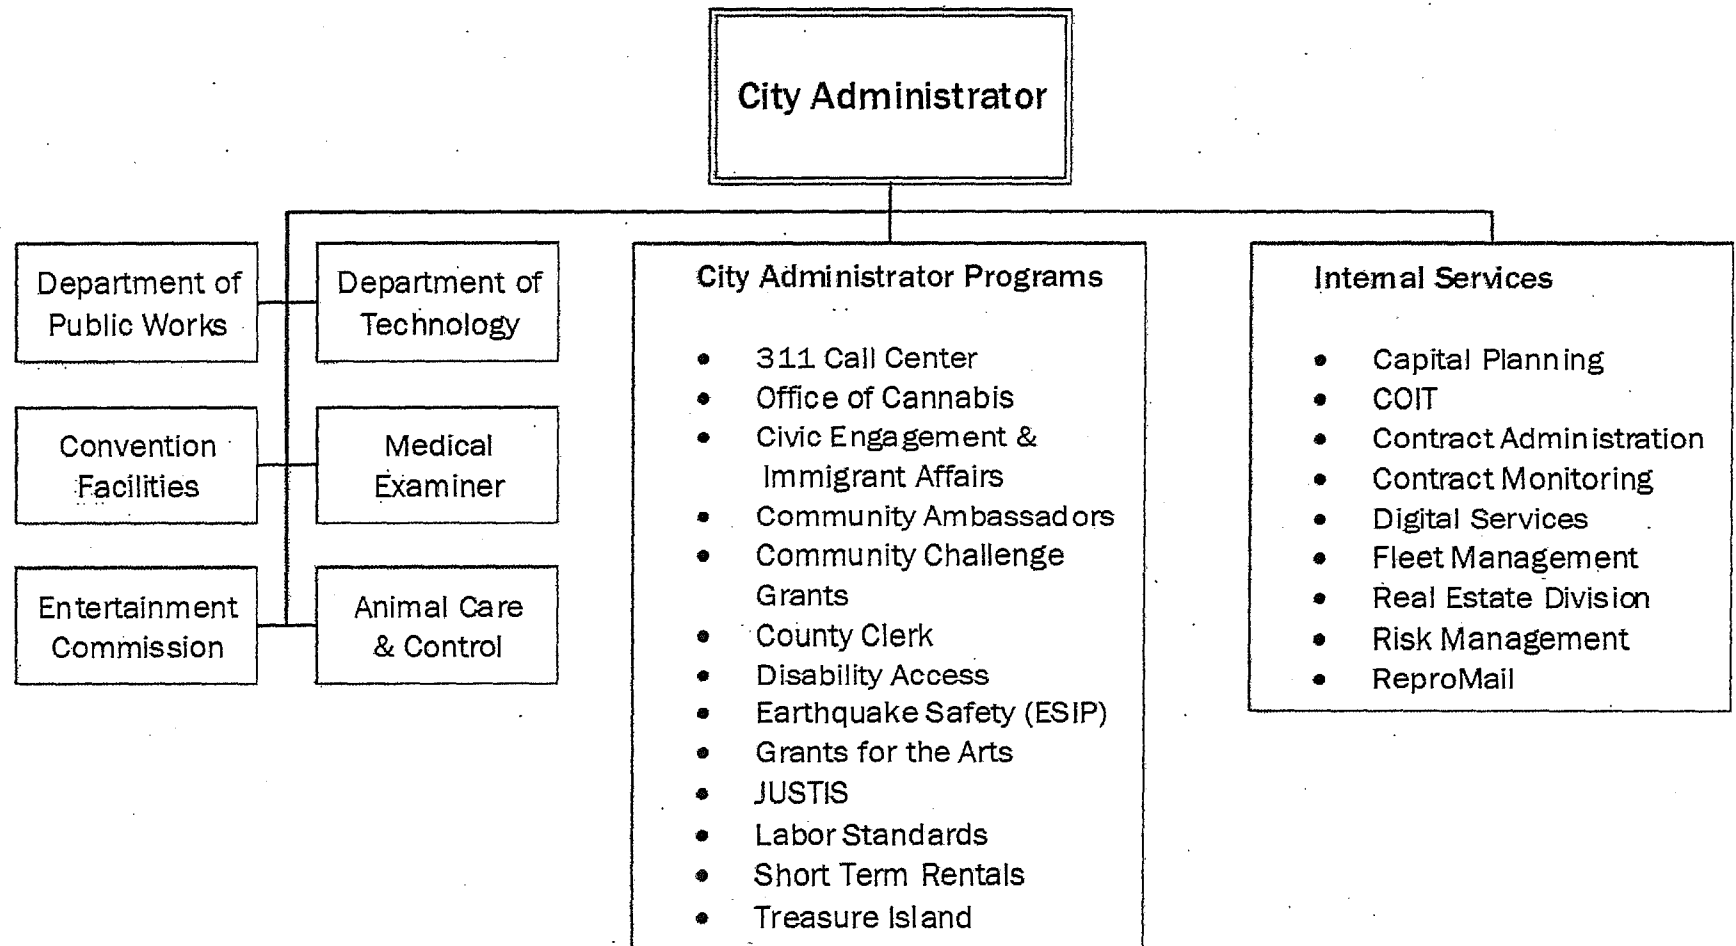 City Administrator
Department of
Public Works
Department of
Technology
Convention
Facilities
Medical
Examiner
Entertainment
Commission
Animal Care
& Control
City Administrator Programs
• 311 Call Center
• Office of Cannabis
• Civic Engagement &
Immigrant Affairs
• Community Ambassadors
• Community Challenge
Grants
• County Clerk
• Disability Access
• Earthquake Safety (ESIP)
• Grants for the Arts
• JUSTIS
• Labor Standards
• Short Term Rentals
• Treasure Island
Internal Services
• Capital Planning
• COIT
• Contract Administration
• Contract Monitoring
• Digital Services
• Fleet Management
• Real Estate Division
• Risk Management
• ReproMail